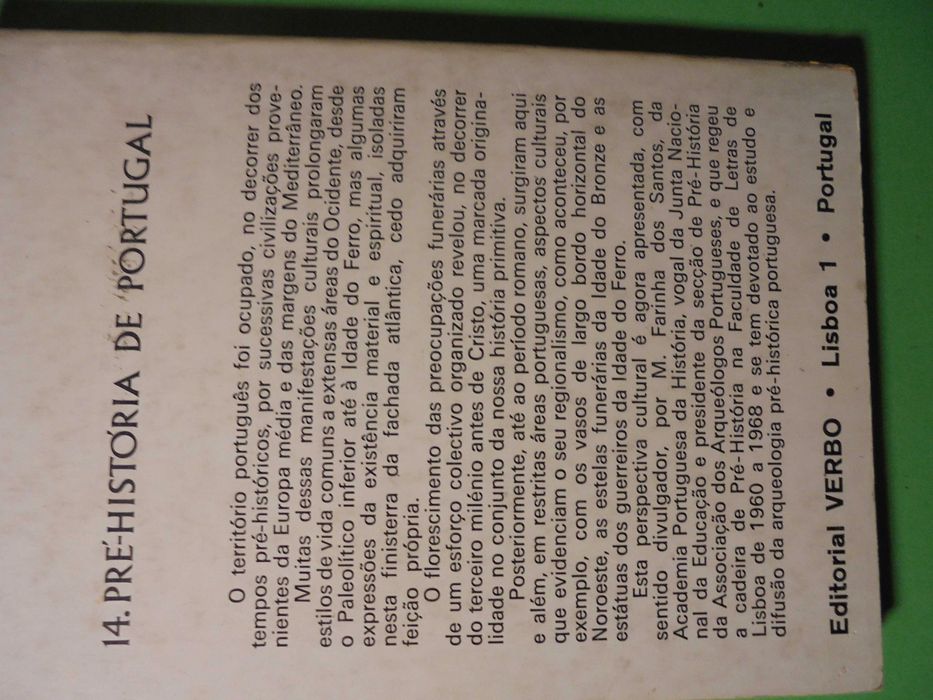 14. PRÉ-HISTÓRIA DE PORTUGAL
O território português foi ocupado, no decorrer dos
tempos pré-históricos, por sucessivas civilizações prove-
nientes da Europa média e das margens do Mediterrâneo.
Muitas dessas manifestações culturais prolongaram
estilos de vida comuns a extensas áreas do Ocidente, desde
o Paleolítico inferior até à Idade do Ferro, mas algumas
expressões da existência material e espiritual, isoladas
nesta finisterra da fachada atlântica, cedo adquiriram
feição própria.
O florescimento das preocupações funerárias através
de um esforço colectivo organizado revelou, no decorrer
do terceiro milénio antes de Cristo, uma marcada origina-
lidade no conjunto da nossa história primitiva.
Posteriormente, até ao período romano, surgiram aqui
e além, em restritas áreas portuguesas, aspectos culturais
que evidenciam o seu regionalismo, como aconteceu, por
exemplo, com os vasos de largo bordo horizontal do
Noroeste, as estelas funerárias da Idade do Bronze e as
estátuas dos guerreiros da Idade do Ferro.
Esta perspectiva cultural é agora apresentada, com
sentido divulgador, por M. Farinha dos Santos, da
Academia Portuguesa da História, vogal da Junta Nacio-
nal da Educação e presidente da secção de Pré-História
da Associação dos Arqueólogos Portugueses, e que regeu
a cadeira de Pré-História na Faculdade de Letras de
Lisboa de 1960 a 1968 e se tem devotado ao estudo e
difusão da arqueologia pré-histórica portuguesa.
Editorial VERBO • Lisboa 1 • Portugal